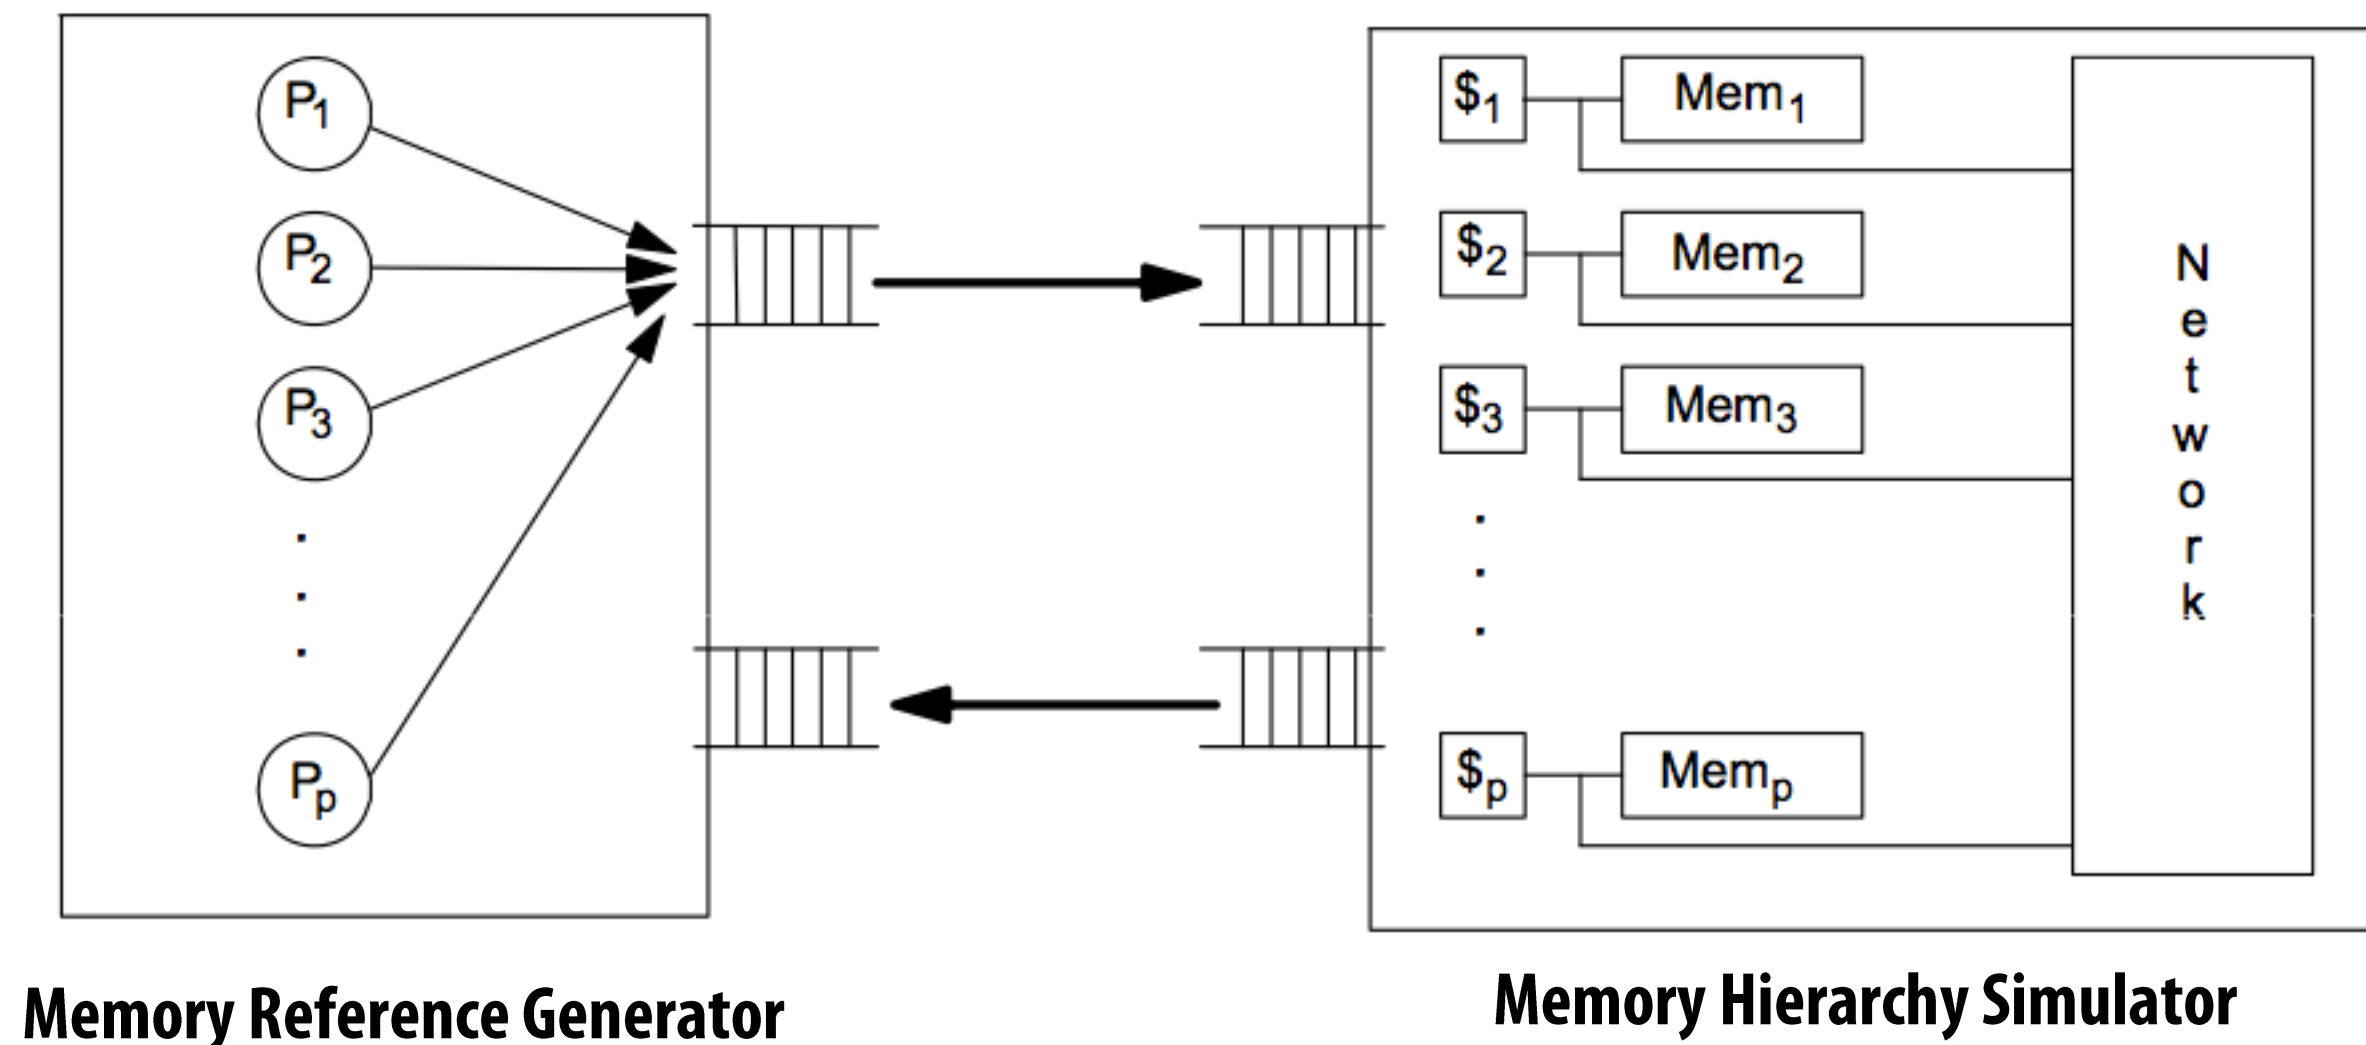 P1
P2
P3
.
.
.
Pp
$1 Mem1
$2 Mem2
$3 Mem3
.
.
.
$p Memp
Network
Memory Reference Generator
Memory Hierarchy Simulator